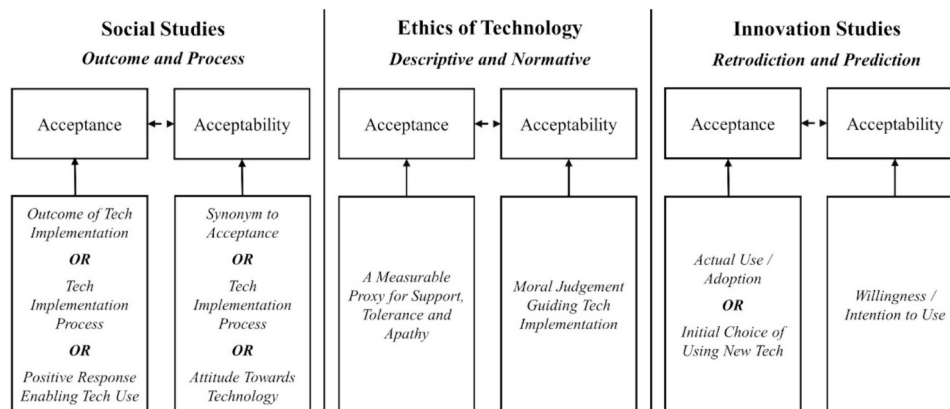 Social Studies
Outcome and Process
Acceptance
Acceptability
Outcome of Tech
Implementation
OR
Tech
Implementation
Process
OR
Positive Response
Enabling Tech Use
Synonym to
Acceptance
OR
Tech
Implementation
Process
OR
Attitude Towards
Technology
Ethics of Technology
Descriptive and Normative
Acceptance
Acceptability
A Measurable
Proxy for Support,
Tolerance and
Apathy
Moral Judgement
Guiding Tech
Implementation
Innovation Studies
Retrodiction and Prediction
Acceptance
Acceptability
Actual Use /
Adoption
OR
Initial Choice of
Using New Tech
Willingness /
Intention to Use